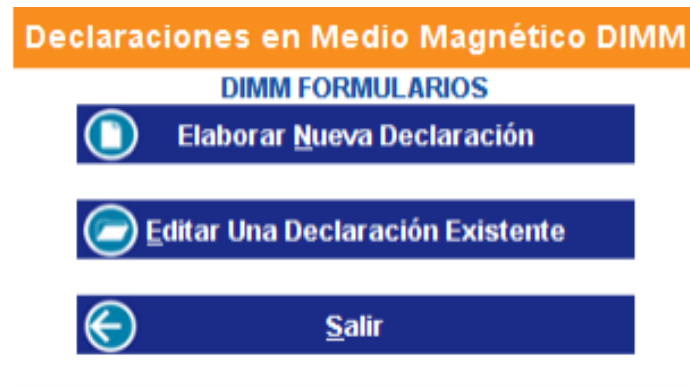 Declaraciones en Medio Magnético DIMM
DIMM FORMULARIOS
Elaborar Nueva Declaración
Editar Una Declaración Existente
Salir